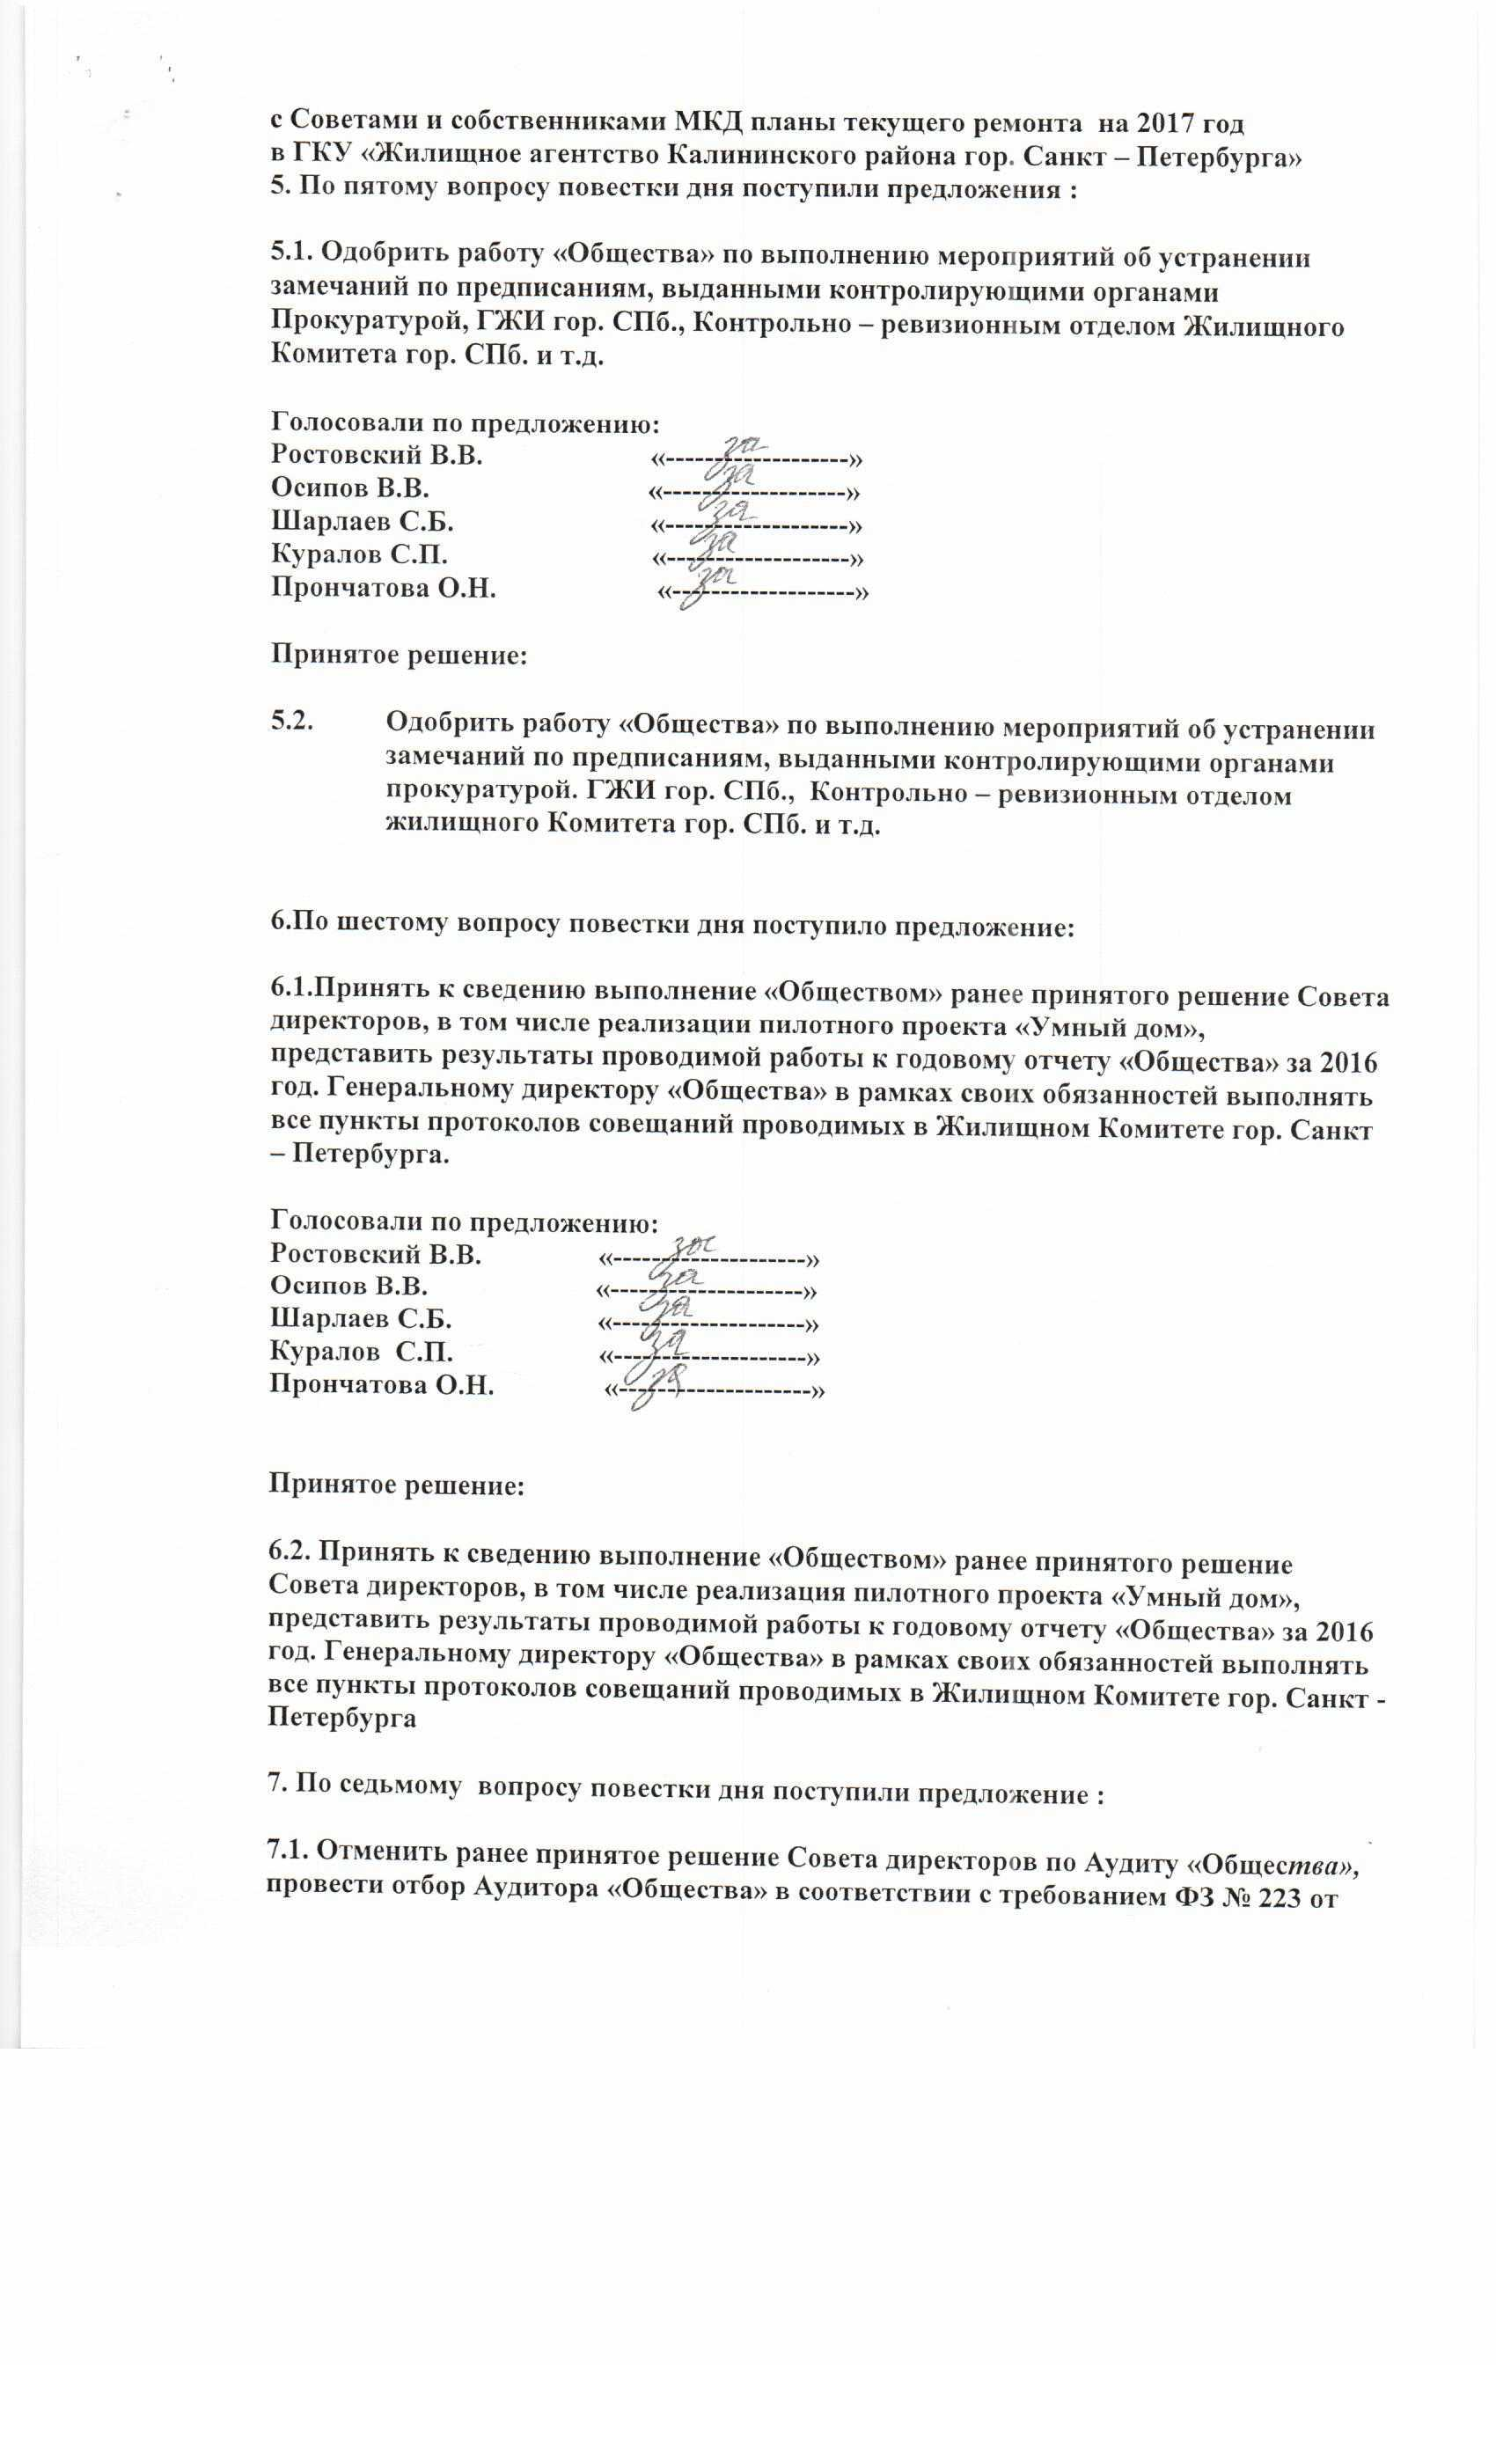 с Советами и собственниками МКД планы текущего ремонта на 2017 год
в ГКУ «Жилищное агентство Калининского района гор. Санкт – Петербурга»
5. По пятому вопросу повестки дня поступили предложения :
5.1. Одобрить работу «Общества» по выполнению мероприятий об устранении
замечаний по предписаниям, выданными контролирующими органами
Прокуратурой, ГЖИ гор. СПб., Контрольно – ревизионным отделом Жилищного
Комитета гор. СПб. и т.д.
Голосовали по предложению:
Ростовский В.В. «-------за-------------»
Осипов В.В. «-------за-------------»
Шарлаев С.Б. «-------за-------------»
Куралов С.П. «-------за-------------»
Прончатова О.Н. «-------за-------------»
Принятое решение:
5.2. Одобрить работу «Общества» по выполнению мероприятий об устранении
замечаний по предписаниям, выданными контролирующими органами
прокуратурой. ГЖИ гор. СПб., Контрольно – ревизионным отделом
жилищного Комитета гор. СПб. и т.д.
6.По шестому вопросу повестки дня поступило предложение:
6.1.Принять к сведению выполнение «Обществом» ранее принятого решение Совета
директоров, в том числе реализации пилотного проекта «Умный дом»,
представить результаты проводимой работы к годовому отчету «Общества» за 2016
год. Генеральному директору «Общества» в рамках своих обязанностей выполнять
все пункты протоколов совещаний проводимых в Жилищном Комитете гор. Санкт
– Петербурга.
Голосовали по предложению:
Ростовский В.В. «-------за-------------»
Осипов В.В. «-------за-------------»
Шарлаев С.Б. «-------за-------------»
Куралов С.П. «-------за-------------»
Прончатова О.Н. «-------за-------------»
Принятое решение:
6.2. Принять к сведению выполнение «Обществом» ранее принятого решение
Совета директоров, в том числе реализация пилотного проекта «Умный дом»,
представить результаты проводимой работы к годовому отчету «Общества» за 2016
год. Генеральному директору «Общества» в рамках своих обязанностей выполнять
все пункты протоколов совещаний проводимых в Жилищном Комитете гор. Санкт -
Петербурга
7. По седьмому вопросу повестки дня поступили предложение :
7.1. Отменить ранее принятое решение Совета директоров по Аудиту «Общества»,
провести отбор Аудитора «Общества» в соответствии с требованием ФЗ № 223 от